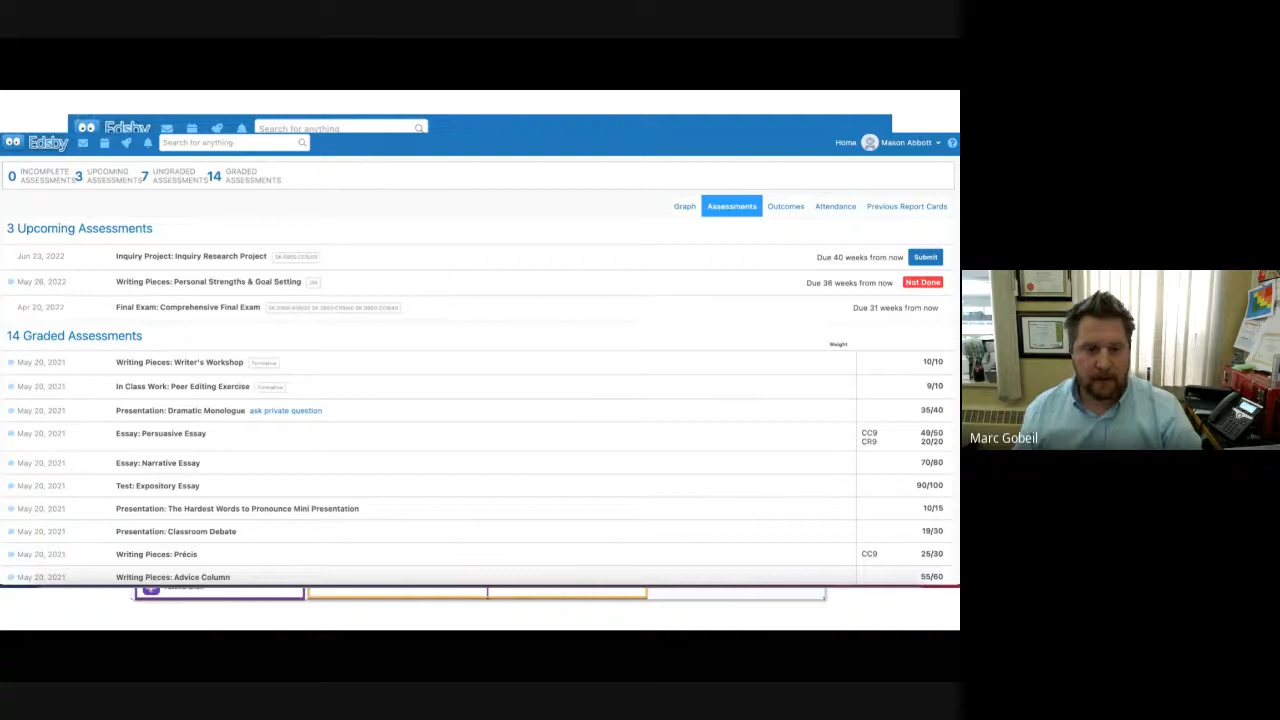 Edsby Search for anything
Edsby Search for anything Home Mason Abbott
0 INCOMPLETE ASSESSMENTS 3 UPCOMING ASSESSMENTS 7 UNGRADED ASSESSMENTS 14 GRADED ASSESSMENTS
Graph Assessments Outcomes Attendance Previous Report Cards
3 Upcoming Assessments
Jun 23, 2022 Inquiry Project: Inquiry Research Project Due 40 weeks from now Submit
May 26, 2022 Writing Pieces: Personal Strengths & Goal Setting Due 36 weeks from now Not Done
Apr 20, 2022 Final Exam: Comprehensive Final Exam Due 31 weeks from now
14 Graded Assessments
Weight
May 20, 2021 Writing Pieces: Writer's Workshop Formative 10/10
May 20, 2021 In Class Work: Peer Editing Exercise Formative 9/10
May 20, 2021 Presentation: Dramatic Monologue ask private question 35/40
May 20, 2021 Essay: Persuasive Essay CC9 49/50
CR9 20/20
May 20, 2021 Essay: Narrative Essay 70/80
May 20, 2021 Test: Expository Essay 90/100
May 20, 2021 Presentation: The Hardest Words to Pronounce Mini Presentation 10/15
May 20, 2021 Presentation: Classroom Debate 19/30
May 20, 2021 Writing Pieces: Précis CC9 25/30
May 20, 2021 Writing Pieces: Advice Column 55/60
Marc Gobeil